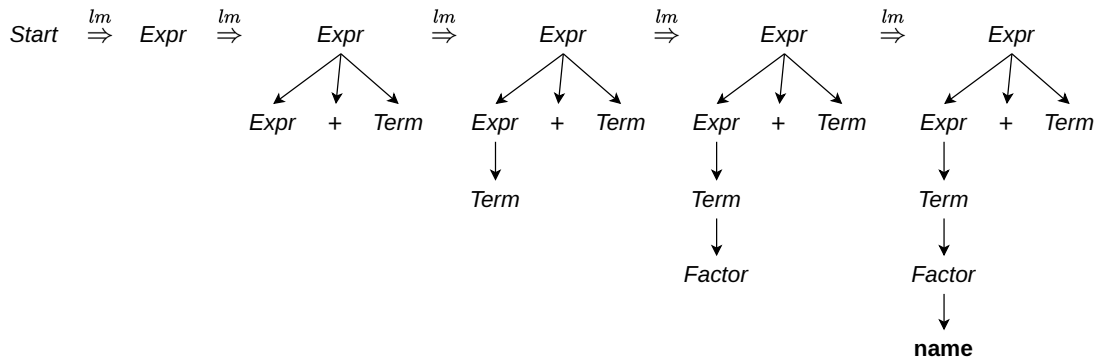 Start lm ⇒ Expr lm ⇒ Expr lm ⇒ Expr lm ⇒ Expr lm ⇒ Expr
Expr + Term Expr + Term Expr + Term Expr + Term
Term Term Term
Factor Factor
name